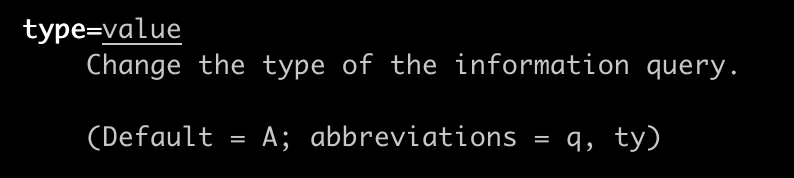 type=value
Change the type of the information query.
(Default = A; abbreviations = q, ty)